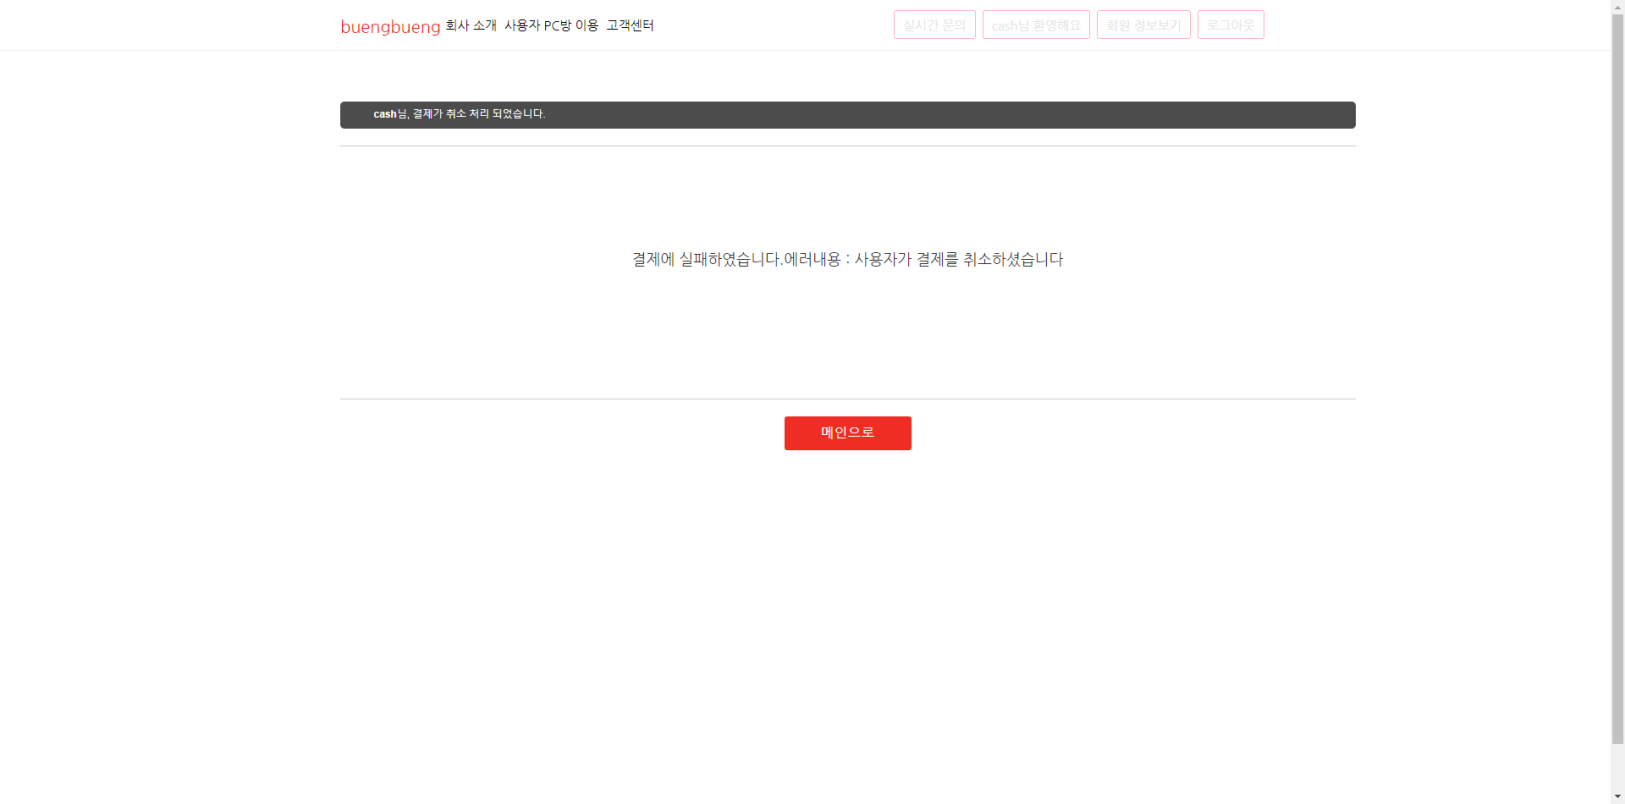 buengbueng 회사 소개 사용자 PC방 이용 고객센터 실시간 문의 cash님 환영해요 회원 정보보기 로그아웃
cash님, 결제가 취소 처리 되었습니다.
결제에 실패하였습니다.에러내용 : 사용자가 결제를 취소하셨습니다
메인으로